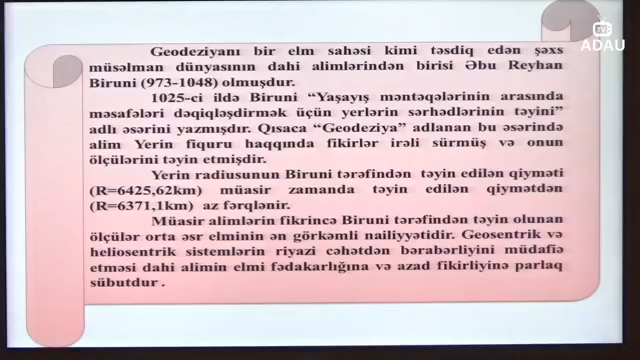 ADAU
Geodeziyanı bir elm sahəsi kimi təsdiq edən şəxs
müsəlman dünyasının dahi alimlərindən birisi Əbu Reyhan
Biruni (973-1048) olmuşdur.
1025-ci ildə Biruni “Yaşayış məntəqələrinin arasında
məsafələri dəqiqləşdirmək üçün yerlərin sərhədlərinin təyini”
adlı əsərini yazmışdır. Qısaca “Geodeziya” adlanan bu əsərində
alim Yerin fiquru haqqında fikirlər irəli sürmüş və onun
ölçülərini təyin etmişdir.
Yerin radiusunun Biruni tərəfindən təyin edilən qiyməti
(R=6425,62km) müasir zamanda təyin edilən qiymətdən
(R=6371,1km) az fərqlənir.
Müasir alimlərin fikrincə Biruni tərəfindən təyin olunan
ölçülər orta əsr elminin ən görkəmli nailiyyətidir. Geosentrik və
heliosentrik sistemlərin riyazi cəhətdən bərabərliyini müdafiə
etməsi dahi alimin elmi fədakarlığına və azad fikirliyinə parlaq
sübutdur .